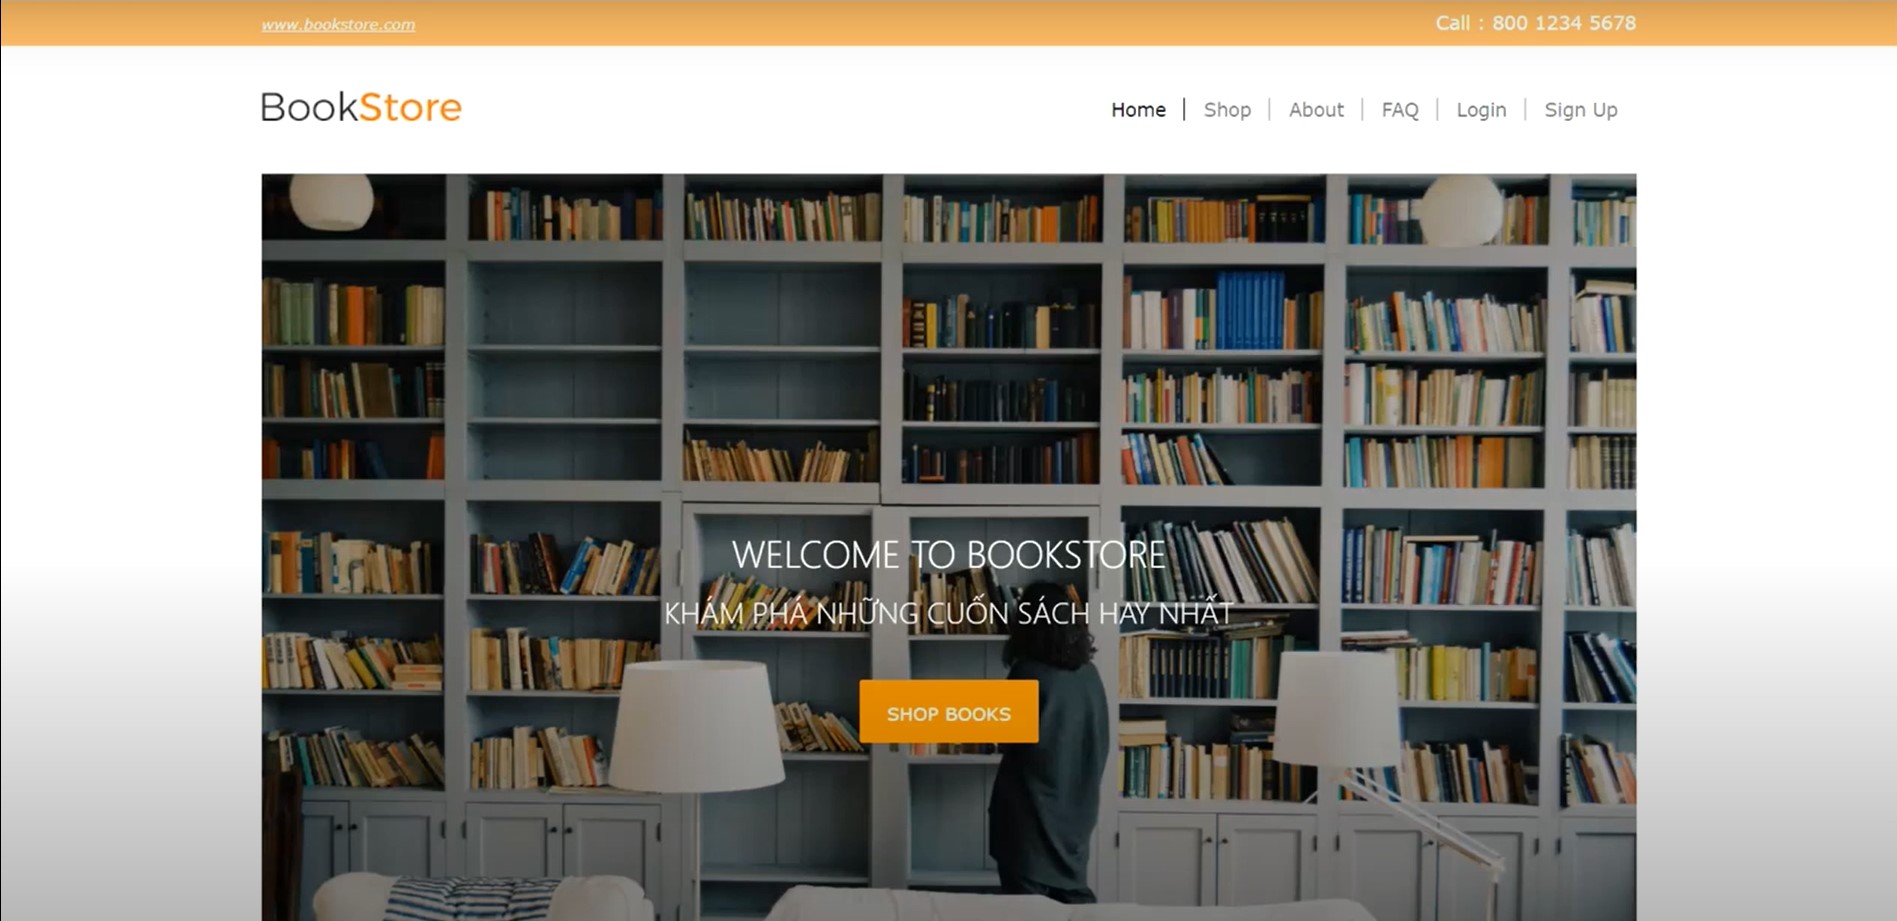 www.bookstore.com
Call : 800 1234 5678
BookStore
Home | Shop | About | FAQ | Login | Sign Up
WELCOME TO BOOKSTORE
KHÁM PHÁ NHỮNG CUỐN SÁCH HAY NHẤT
SHOP BOOKS